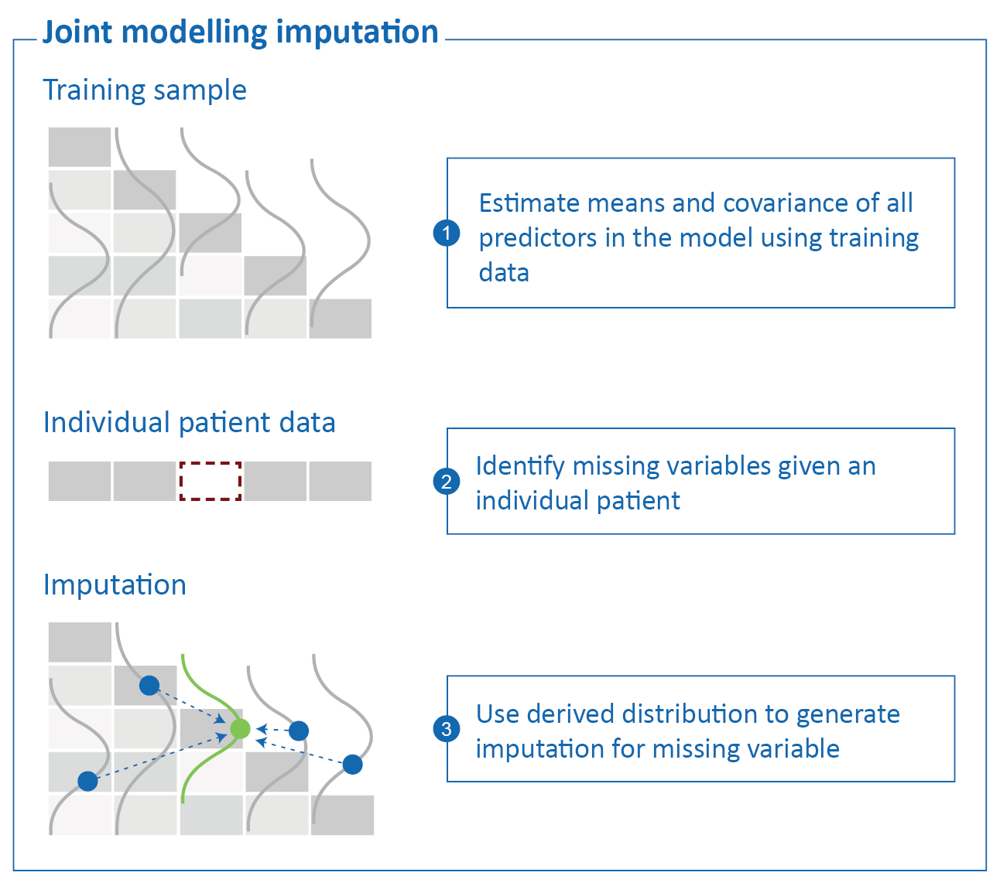 Joint modelling imputation
Training sample
1
Estimate means and covariance of all
predictors in the model using training
data
Individual patient data
2
Identify missing variables given an
individual patient
Imputation
3
Use derived distribution to generate
imputation for missing variable